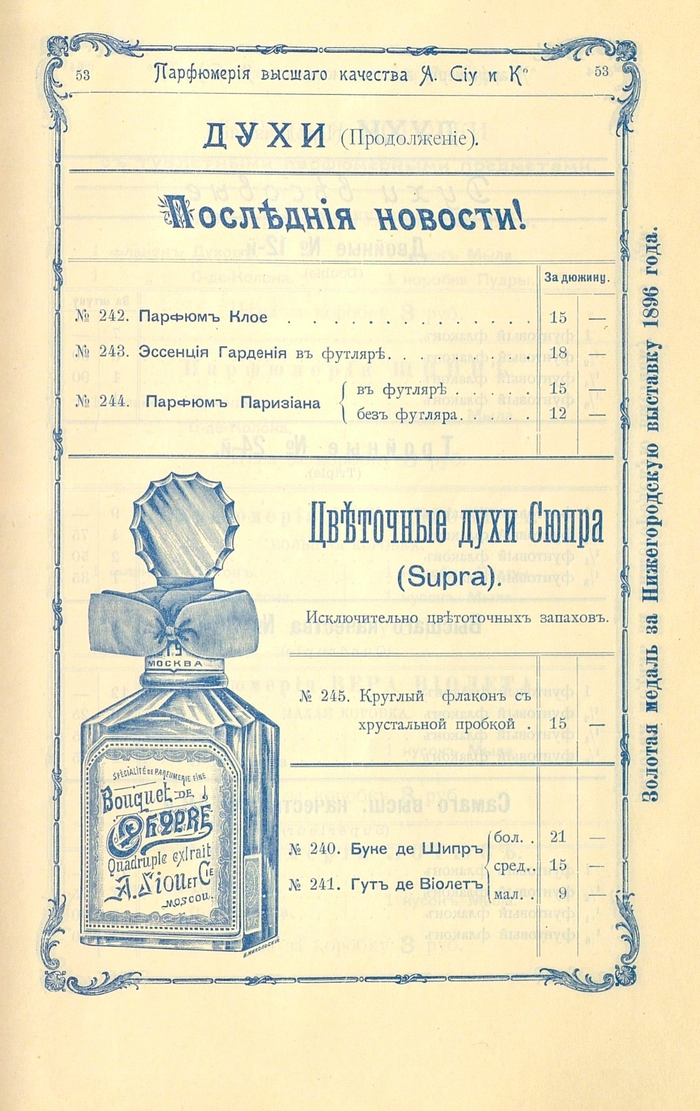 53 Парфюмерія высшаго качества А. Сіу и Ко 53
ДУХИ (Продолженіе).
Послѣднія новости!
За дюжину.
№ 242. Парфюмъ Клое . . . . . . . . . . . . . . 15 —
№ 243. Эссенція Гарденія въ футлярѣ. . . . . . . . 18 —
№ 244. Парфюмъ Паризіана { въ футлярѣ . . . . . 15 —
безъ футляра. . . . . 12 —
Цвѣточные духи Сюпра
(Supra).
Исключительно цвѣточныхъ запаховъ.
№ 245. Круглый флаконъ съ
хрустальной пробкой . 15 —
№ 240. Буке де Шипръ
№ 241. Гутъ де Віолетъ
бол. . 21 —
сред. . 15 —
мал. . 9 —
МОСКВА
SPÉCIALITÉ DE PARFUMERIE FINE
Bouquet DE
CHYPRE
Quadruple extrait
A. Siou ET Cie
MOSCOU.
Золотая медаль за Нижегородскую выставку 1896 года.